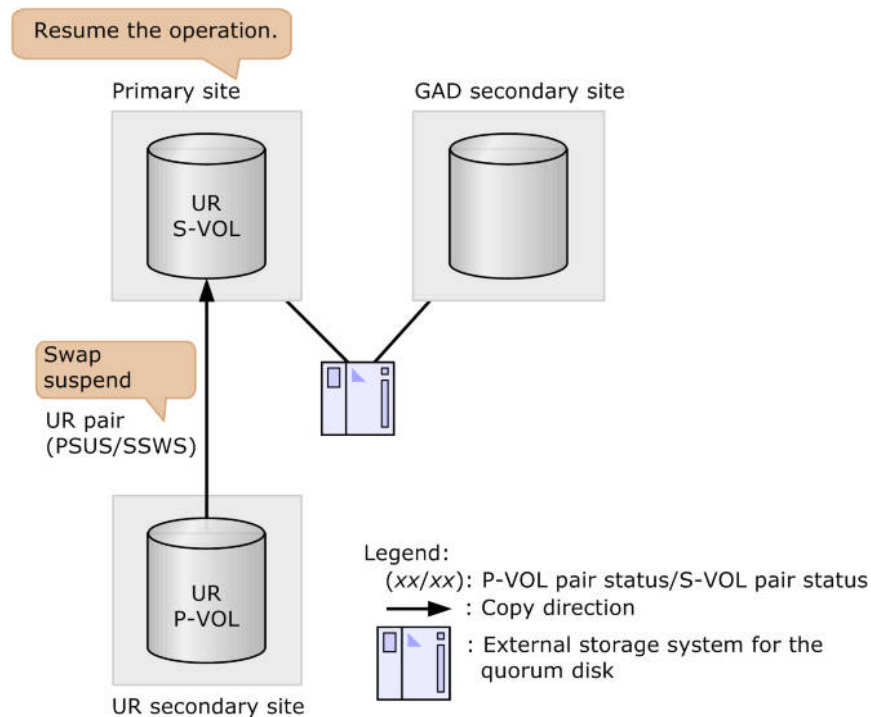 Resume the operation.
Primary site
GAD secondary site
UR
S-VOL
Swap
suspend
UR pair
(PSUS/SSWS)
UR
P-VOL
UR secondary site
Legend:
(xx/xx): P-VOL pair status/S-VOL pair status
: Copy direction
: External storage system for the
quorum disk